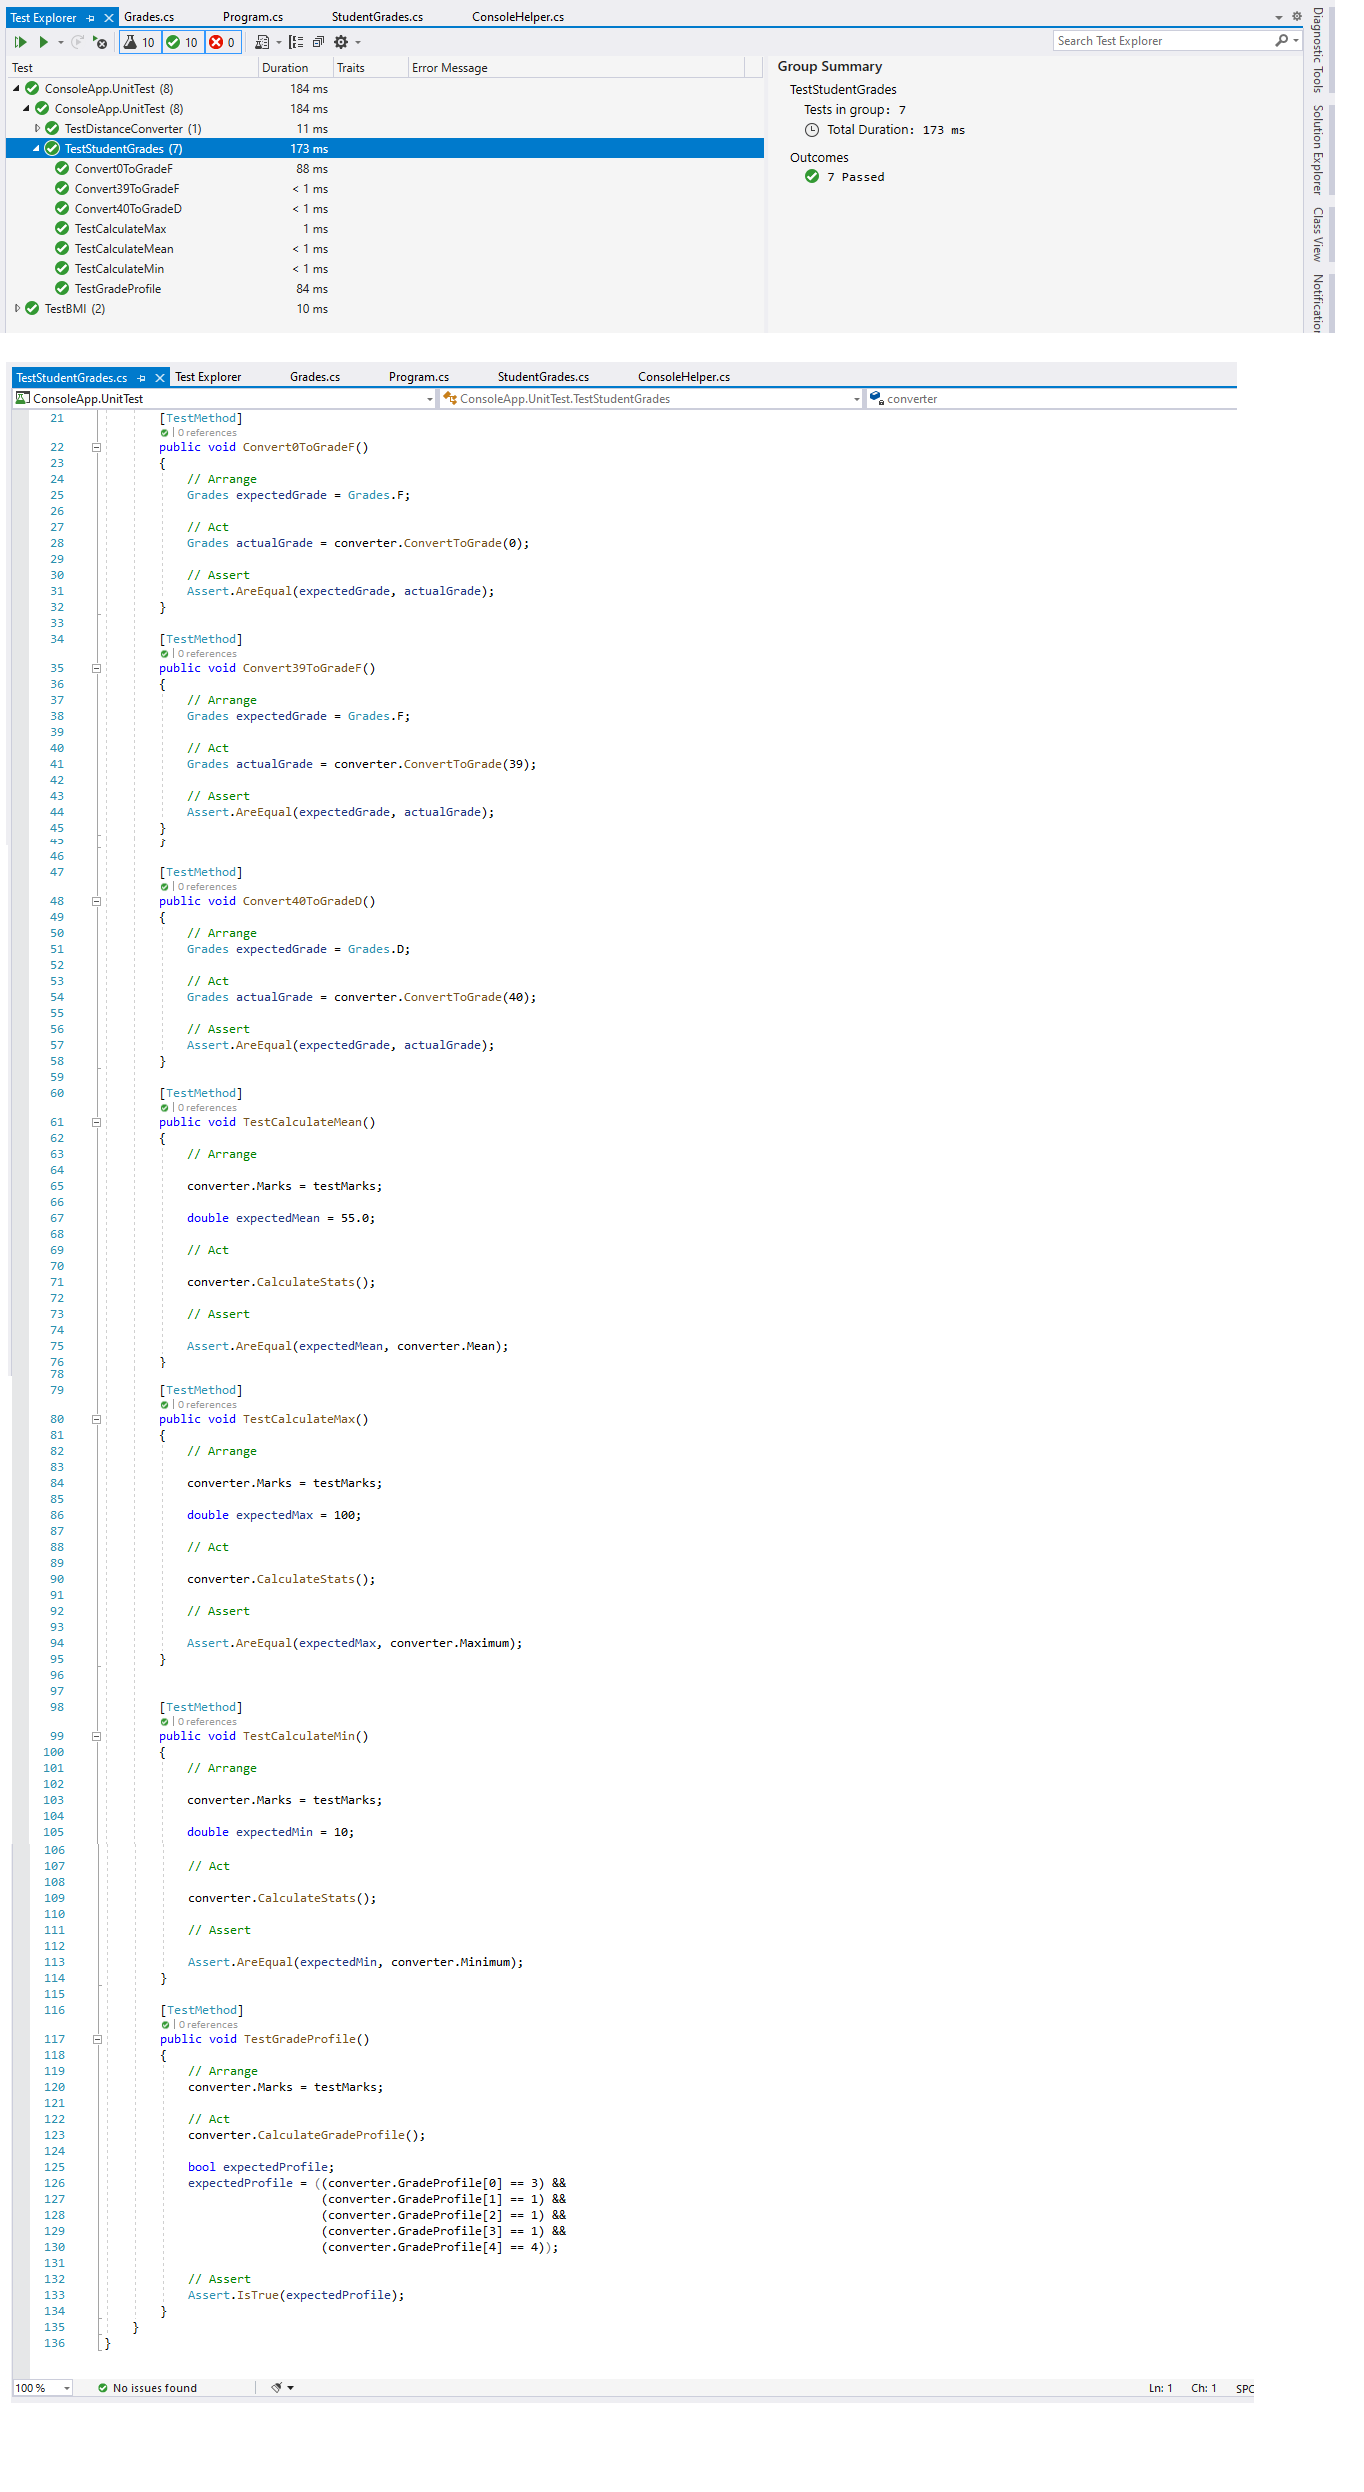 Test Explorer Grades.cs Program.cs StudentGrades.cs ConsoleHelper.cs
10 10 0 Search Test Explorer
Test Duration Traits Error Message
ConsoleApp.UnitTest (8) 184 ms
ConsoleApp.UnitTest (8) 184 ms
TestDistanceConverter (1) 11 ms
TestStudentGrades (7) 173 ms
Convert0ToGradeF 88 ms
Convert39ToGradeF < 1 ms
Convert40ToGradeD < 1 ms
TestCalculateMax 1 ms
TestCalculateMean < 1 ms
TestCalculateMin < 1 ms
TestGradeProfile 84 ms
TestBMI (2) 10 ms
Group Summary
TestStudentGrades
Tests in group: 7
Total Duration: 173 ms
Outcomes
7 Passed
Diagnostic Tools
Solution Explorer
Class View
TestStudentGrades.cs Test Explorer Grades.cs Program.cs StudentGrades.cs ConsoleHelper.cs
ConsoleApp.UnitTest ConsoleApp.UnitTest.TestStudentGrades converter
21 [TestMethod]
0 references
22 public void Convert0ToGradeF()
23 {
24 // Arrange
25 Grades expectedGrade = Grades.F;
26
27 // Act
28 Grades actualGrade = converter.ConvertToGrade(0);
29
30 // Assert
31 Assert.AreEqual(expectedGrade, actualGrade);
32 }
33
34 [TestMethod]
0 references
35 public void Convert39ToGradeF()
36 {
37 // Arrange
38 Grades expectedGrade = Grades.F;
39
40 // Act
41 Grades actualGrade = converter.ConvertToGrade(39);
42
43 // Assert
44 Assert.AreEqual(expectedGrade, actualGrade);
45 }
45 }
46
47 [TestMethod]
0 references
48 public void Convert40ToGradeD()
49 {
50 // Arrange
51 Grades expectedGrade = Grades.D;
52
53 // Act
54 Grades actualGrade = converter.ConvertToGrade(40);
55
56 // Assert
57 Assert.AreEqual(expectedGrade, actualGrade);
58 }
59
60 [TestMethod]
0 references
61 public void TestCalculateMean()
62 {
63 // Arrange
64
65 converter.Marks = testMarks;
66
67 double expectedMean = 55.0;
68
69 // Act
70
71 converter.CalculateStats();
72
73 // Assert
74
75 Assert.AreEqual(expectedMean, converter.Mean);
76 }
78
79 [TestMethod]
0 references
80 public void TestCalculateMax()
81 {
82 // Arrange
83
84 converter.Marks = testMarks;
85
86 double expectedMax = 100;
87
88 // Act
89
90 converter.CalculateStats();
91
92 // Assert
93
94 Assert.AreEqual(expectedMax, converter.Maximum);
95 }
96
97
98 [TestMethod]
0 references
99 public void TestCalculateMin()
100 {
101 // Arrange
102
103 converter.Marks = testMarks;
104
105 double expectedMin = 10;
106
107 // Act
108
109 converter.CalculateStats();
110
111 // Assert
112
113 Assert.AreEqual(expectedMin, converter.Minimum);
114 }
115
116 [TestMethod]
0 references
117 public void TestGradeProfile()
118 {
119 // Arrange
120 converter.Marks = testMarks;
121
122 // Act
123 converter.CalculateGradeProfile();
124
125 bool expectedProfile;
126 expectedProfile = ((converter.GradeProfile[0] == 3) &&
127 (converter.GradeProfile[1] == 1) &&
128 (converter.GradeProfile[2] == 1) &&
129 (converter.GradeProfile[3] == 1) &&
130 (converter.GradeProfile[4] == 4));
131
132 // Assert
133 Assert.IsTrue(expectedProfile);
134 }
135 }
136 }
100 % No issues found Ln: 1 Ch: 1 SPC